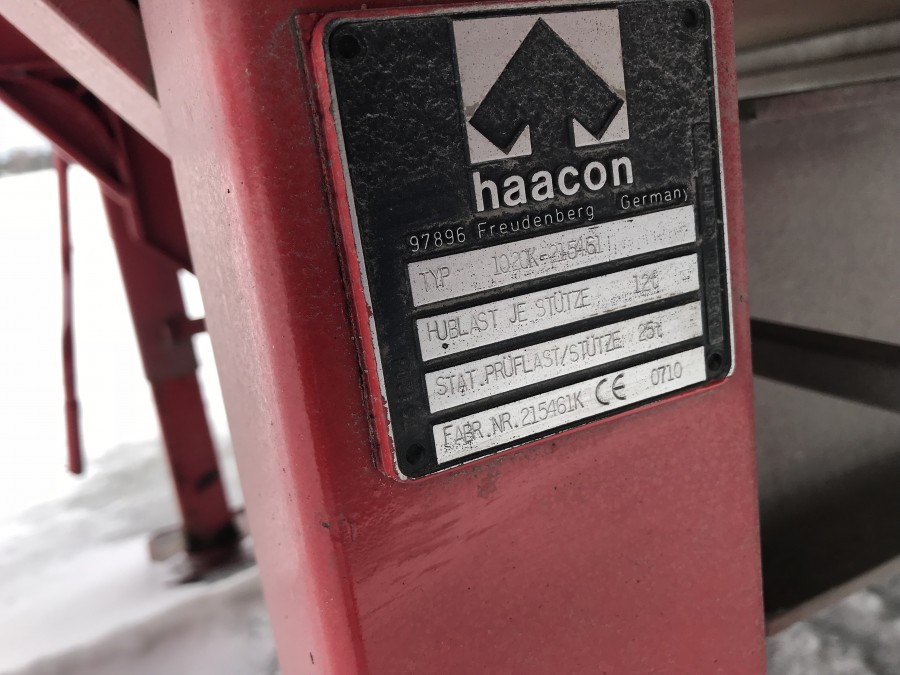 haacon
97896 Freudenberg Germany
TYP 1020K-215461
HUBLAST JE STÜTZE 12t
STAT.PRÜFLAST/STÜTZE 25t
FABR.NR.215461K CE 0710